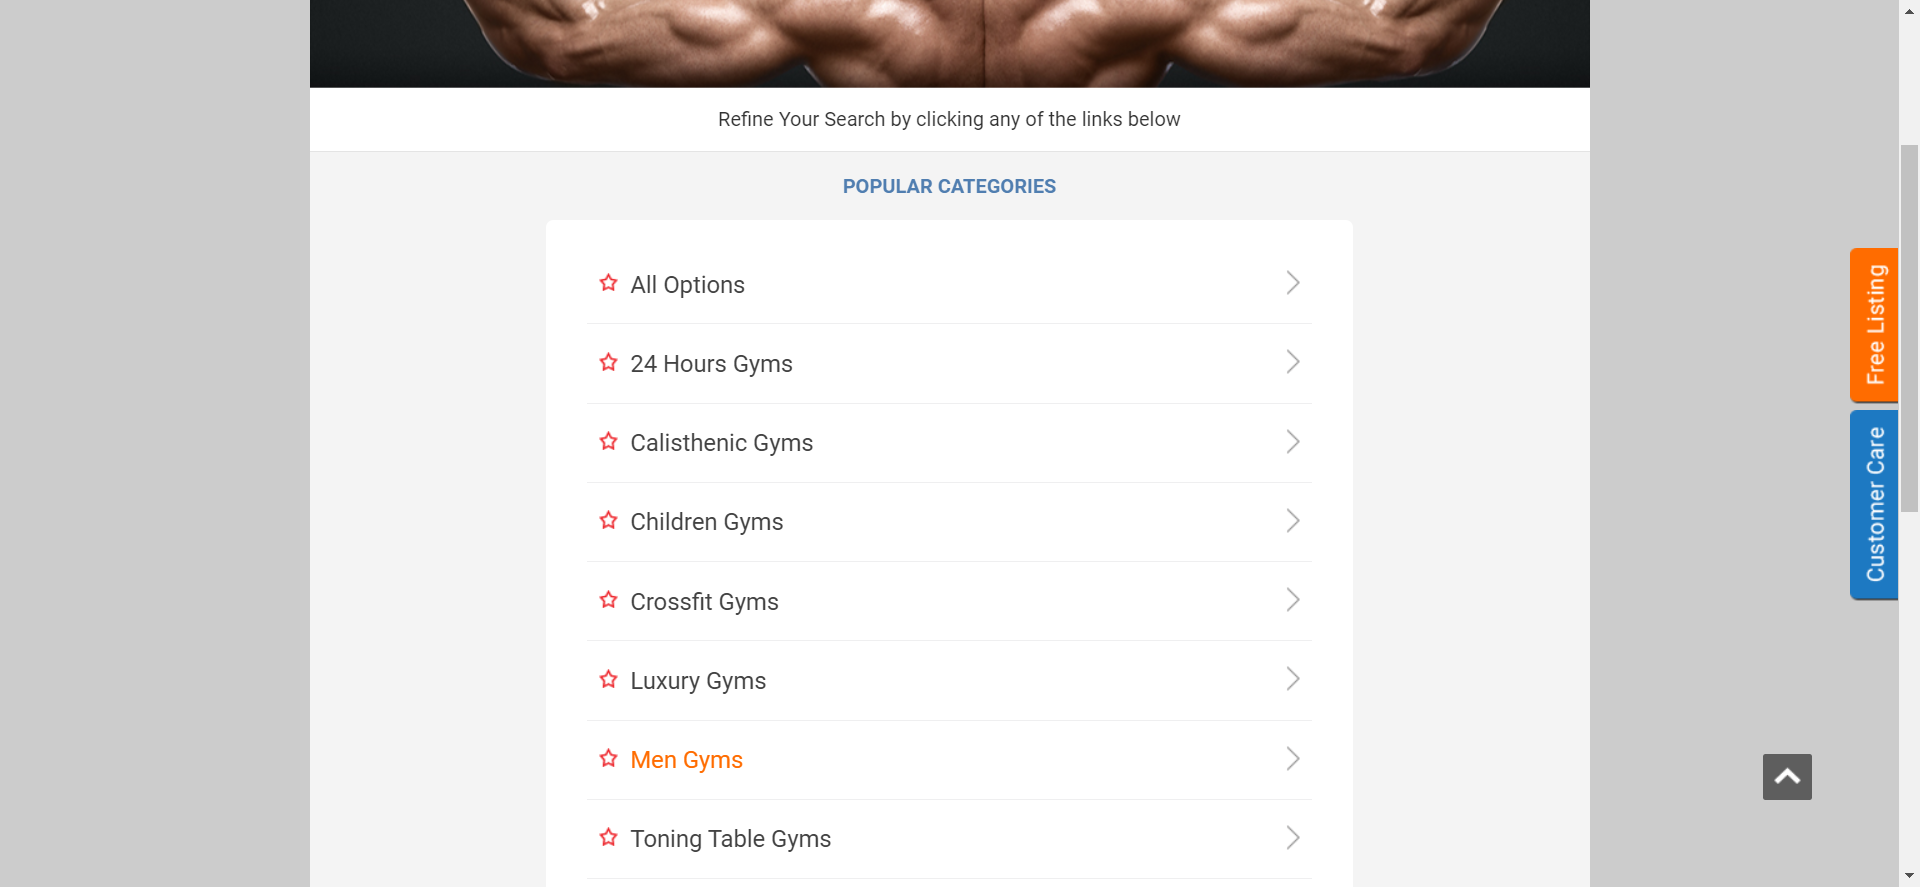 Refine Your Search by clicking any of the links below
POPULAR CATEGORIES
All Options
24 Hours Gyms
Calisthenic Gyms
Children Gyms
Crossfit Gyms
Luxury Gyms
Men Gyms
Toning Table Gyms
Free Listing
Customer Care